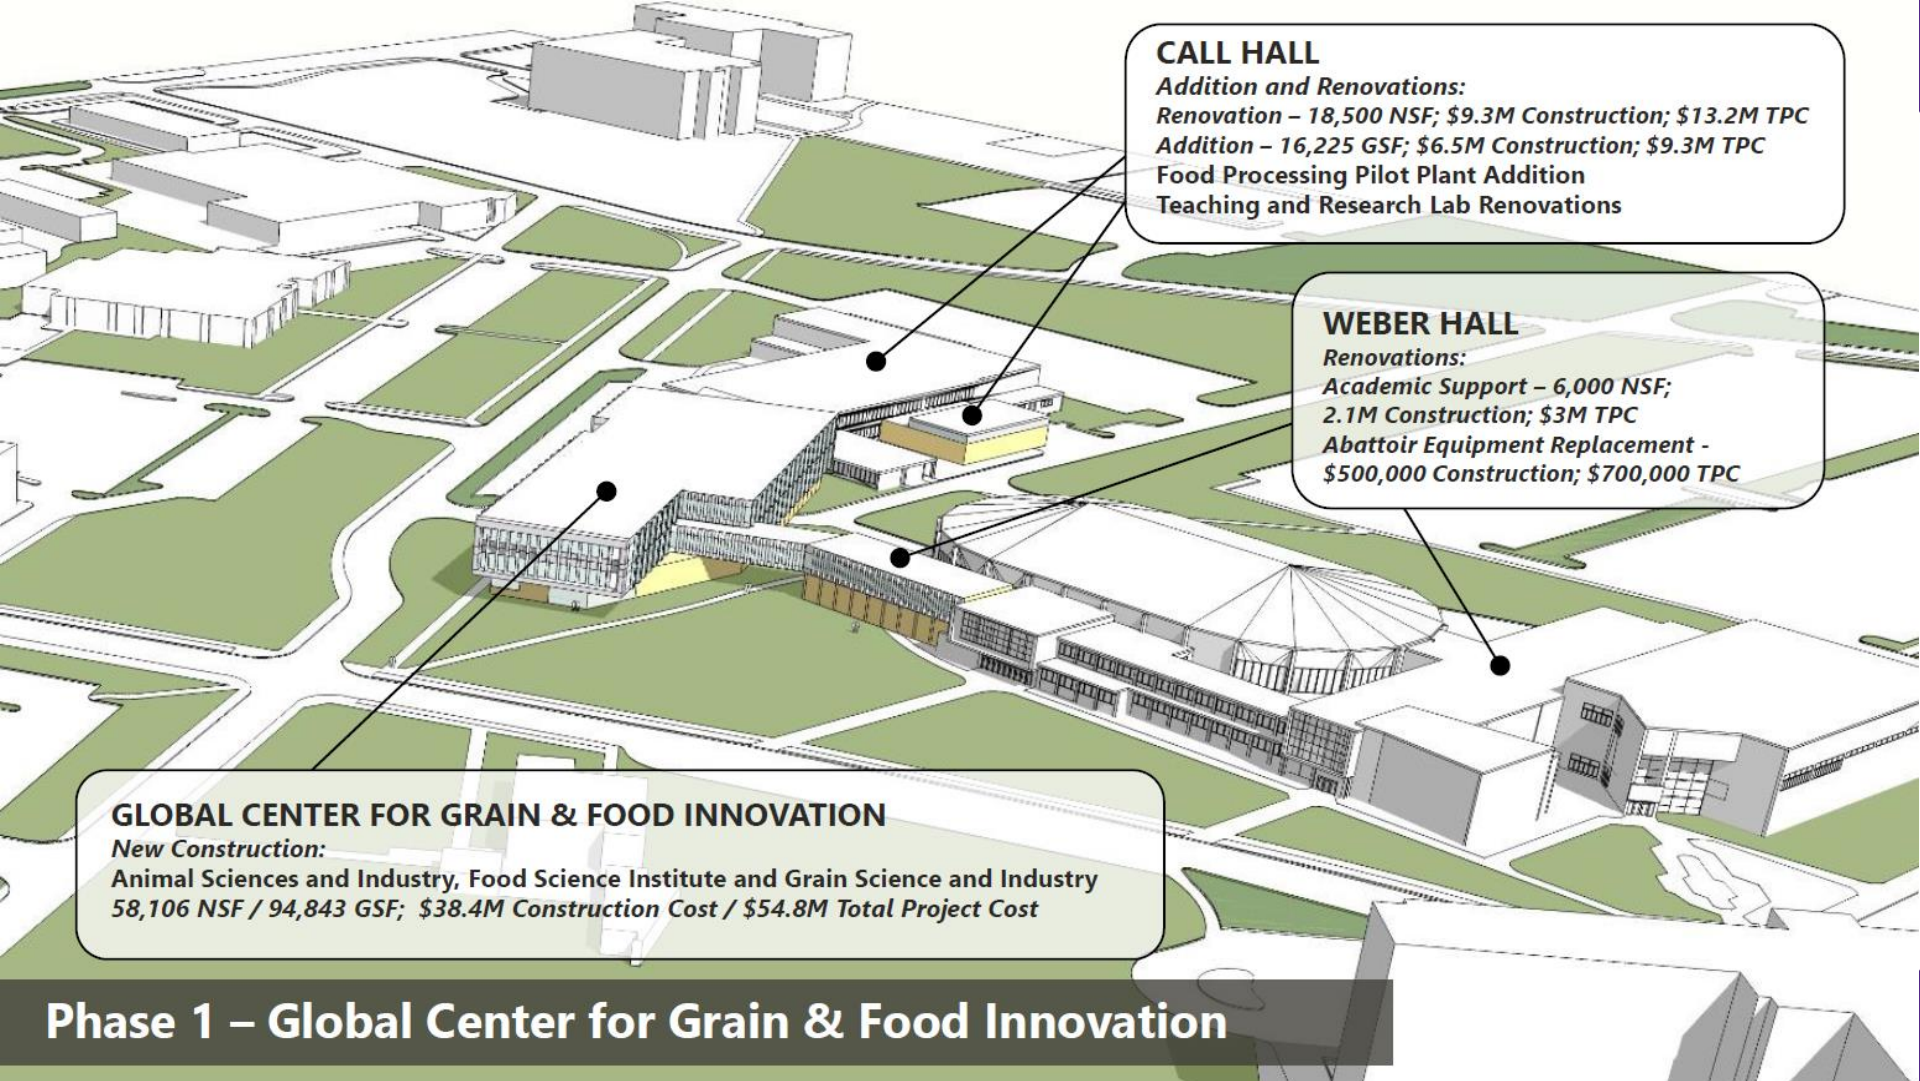 CALL HALL
Addition and Renovations:
Renovation – 18,500 NSF; $9.3M Construction; $13.2M TPC
Addition – 16,225 GSF; $6.5M Construction; $9.3M TPC
Food Processing Pilot Plant Addition
Teaching and Research Lab Renovations
WEBER HALL
Renovations:
Academic Support – 6,000 NSF;
2.1M Construction; $3M TPC
Abattoir Equipment Replacement -
$500,000 Construction; $700,000 TPC
GLOBAL CENTER FOR GRAIN & FOOD INNOVATION
New Construction:
Animal Sciences and Industry, Food Science Institute and Grain Science and Industry
58,106 NSF / 94,843 GSF;  $38.4M Construction Cost / $54.8M Total Project Cost
Phase 1 – Global Center for Grain & Food Innovation